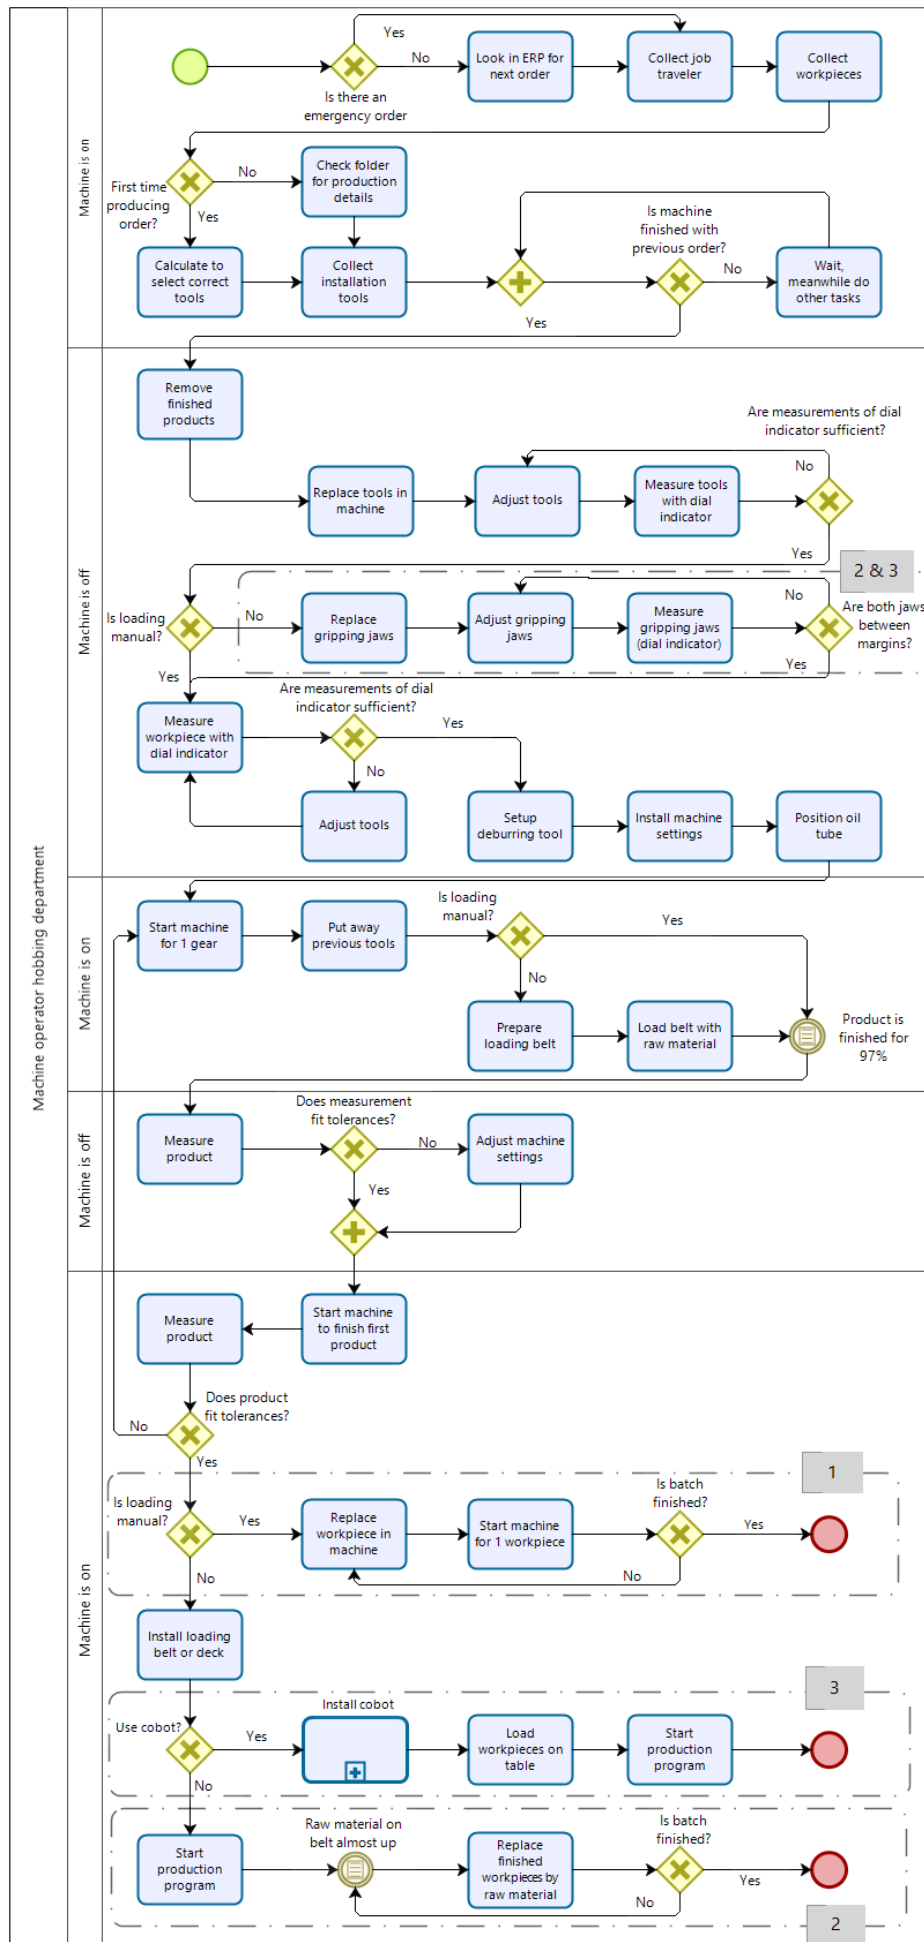 Machine operator hobbing department
Machine is on
Yes
No
Is there an
emergency order
Look in ERP for
next order
Collect job
traveler
Collect
workpieces
First time
producing
order?
No
Yes
Check folder
for production
details
Calculate to
select correct
tools
Collect
installation
tools
Is machine
finished with
previous order?
No
Yes
Wait,
meanwhile do
other tasks
Machine is off
Remove
finished
products
Replace tools in
machine
Adjust tools
Measure tools
with dial
indicator
Are measurements of dial
indicator sufficient?
No
Yes
2 & 3
Is loading
manual?
No
Yes
Replace
gripping jaws
Adjust gripping
jaws
Measure
gripping jaws
(dial indicator)
No
Are both jaws
between
margins?
Yes
Measure
workpiece with
dial indicator
Are measurements of dial
indicator sufficient?
Yes
No
Adjust tools
Setup
deburring tool
Install machine
settings
Position oil
tube
Machine is on
Start machine
for 1 gear
Put away
previous tools
Is loading
manual?
Yes
No
Prepare
loading belt
Load belt with
raw material
Product is
finished for
97%
Machine is off
Measure
product
Does measurement
fit tolerances?
No
Yes
Adjust machine
settings
Machine is on
Measure
product
Start machine
to finish first
product
Does product
fit tolerances?
No
Yes
1
Is loading
manual?
Yes
No
Replace
workpiece in
machine
Start machine
for 1 workpiece
Is batch
finished?
Yes
No
Install loading
belt or deck
3
Use cobot?
Yes
No
Install cobot
Load
workpieces on
table
Start
production
program
Start
production
program
Raw material on
belt almost up
Replace
finished
workpieces by
raw material
Is batch
finished?
Yes
No
2